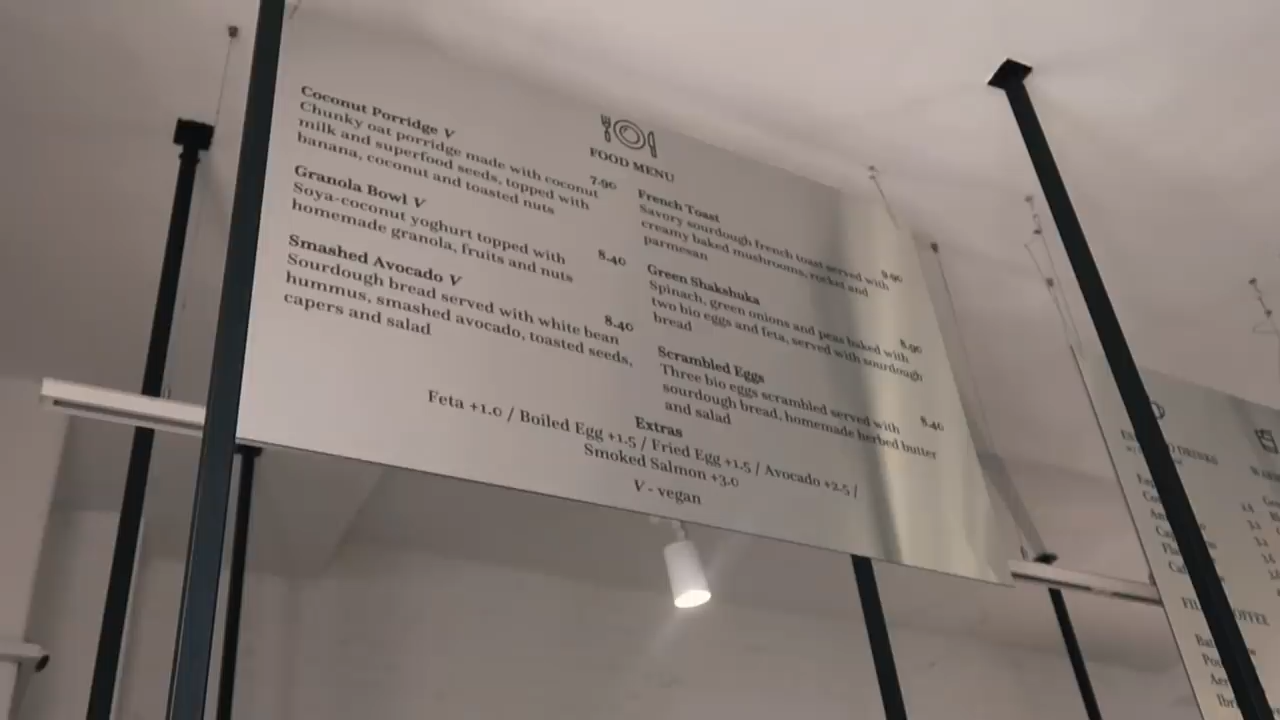 FOOD MENU
Coconut Porridge V
Chunky oat porridge made with coconut
milk and superfood seeds, topped with
banana, coconut and toasted nuts
7.90
Granola Bowl V
Soya-coconut yoghurt topped with
homemade granola, fruits and nuts
8.40
Smashed Avocado V
Sourdough bread served with white bean
hummus, smashed avocado, toasted seeds,
capers and salad
8.40
French Toast
Savory sourdough french toast served with
creamy baked mushrooms, rocket and
parmesan
Green Shakshuka
Spinach, green onions and peas baked with
two bio eggs and feta, served with sourdough
bread
8.90
Scrambled Eggs
Three bio eggs scrambled served with
sourdough bread, homemade herbed butter
and salad
8.40
Extras
Feta +1.0 / Boiled Egg +1.5 / Fried Egg +1.5 / Avocado +2.5 /
Smoked Salmon +3.0
V - vegan